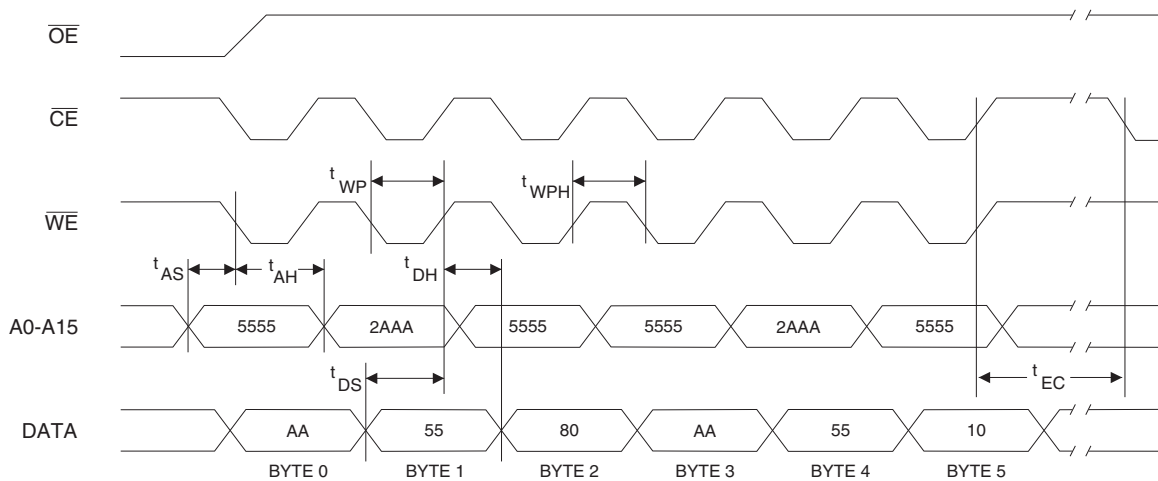 OE
CE
t WP
t WPH
WE
t AS
t AH
t DH
A0-A15
5555
2AAA
5555
5555
2AAA
5555
t DS
t EC
DATA
AA
55
80
AA
55
10
BYTE 0
BYTE 1
BYTE 2
BYTE 3
BYTE 4
BYTE 5